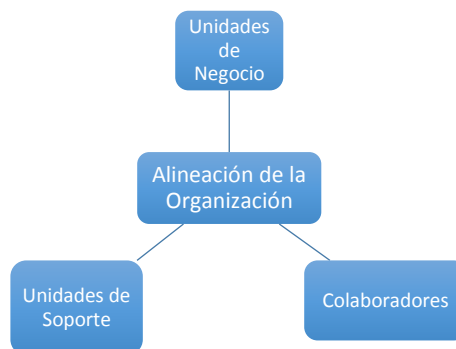 Unidades
de
Negocio
Alineación de la
Organización
Unidades de
Soporte
Colaboradores